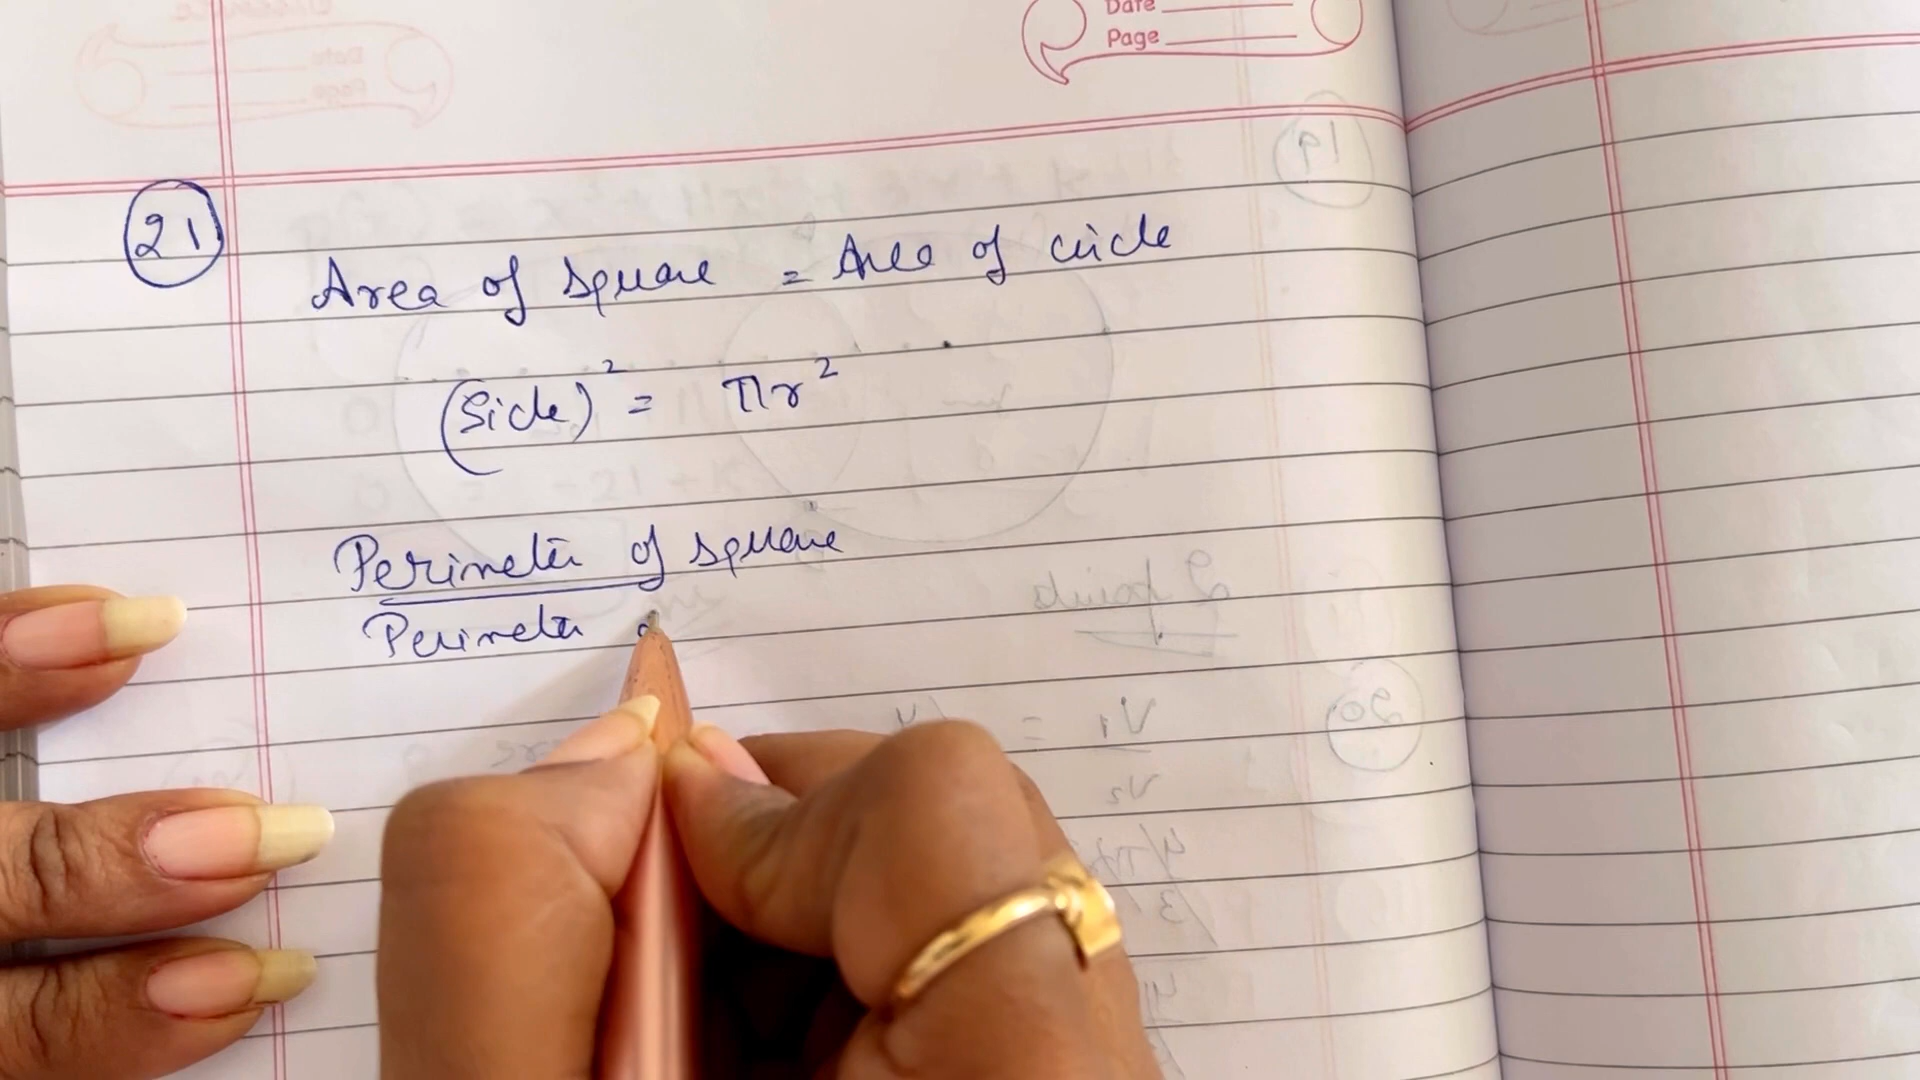 Date
Page
21
Area of square = Area of circle
(Side)² = πr²
Perimeter of square
Perimeter o